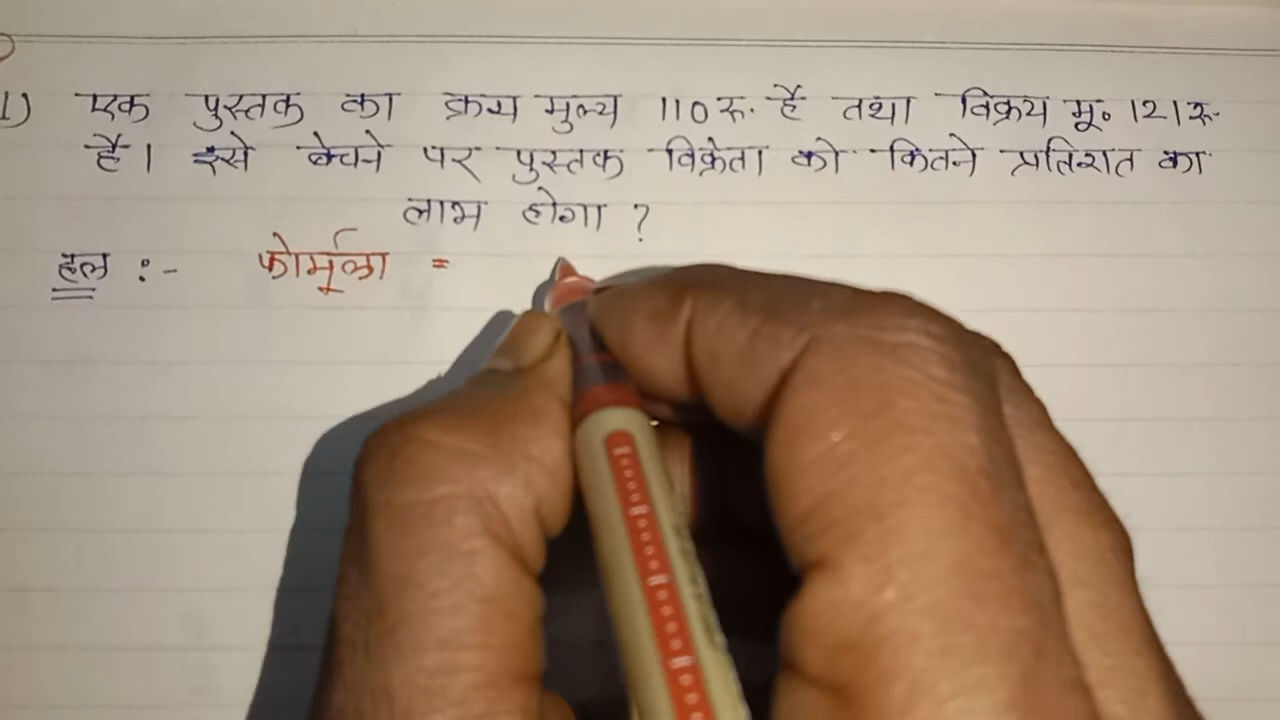 1) एक पुस्तक का क्रय मुल्य 110 रु. है तथा विक्रय मू॰ 121 रु.
है। इसे बेचने पर पुस्तक विक्रेता को कितने प्रतिशत का
लाभ होगा ?
हल :- फोर्मूला =